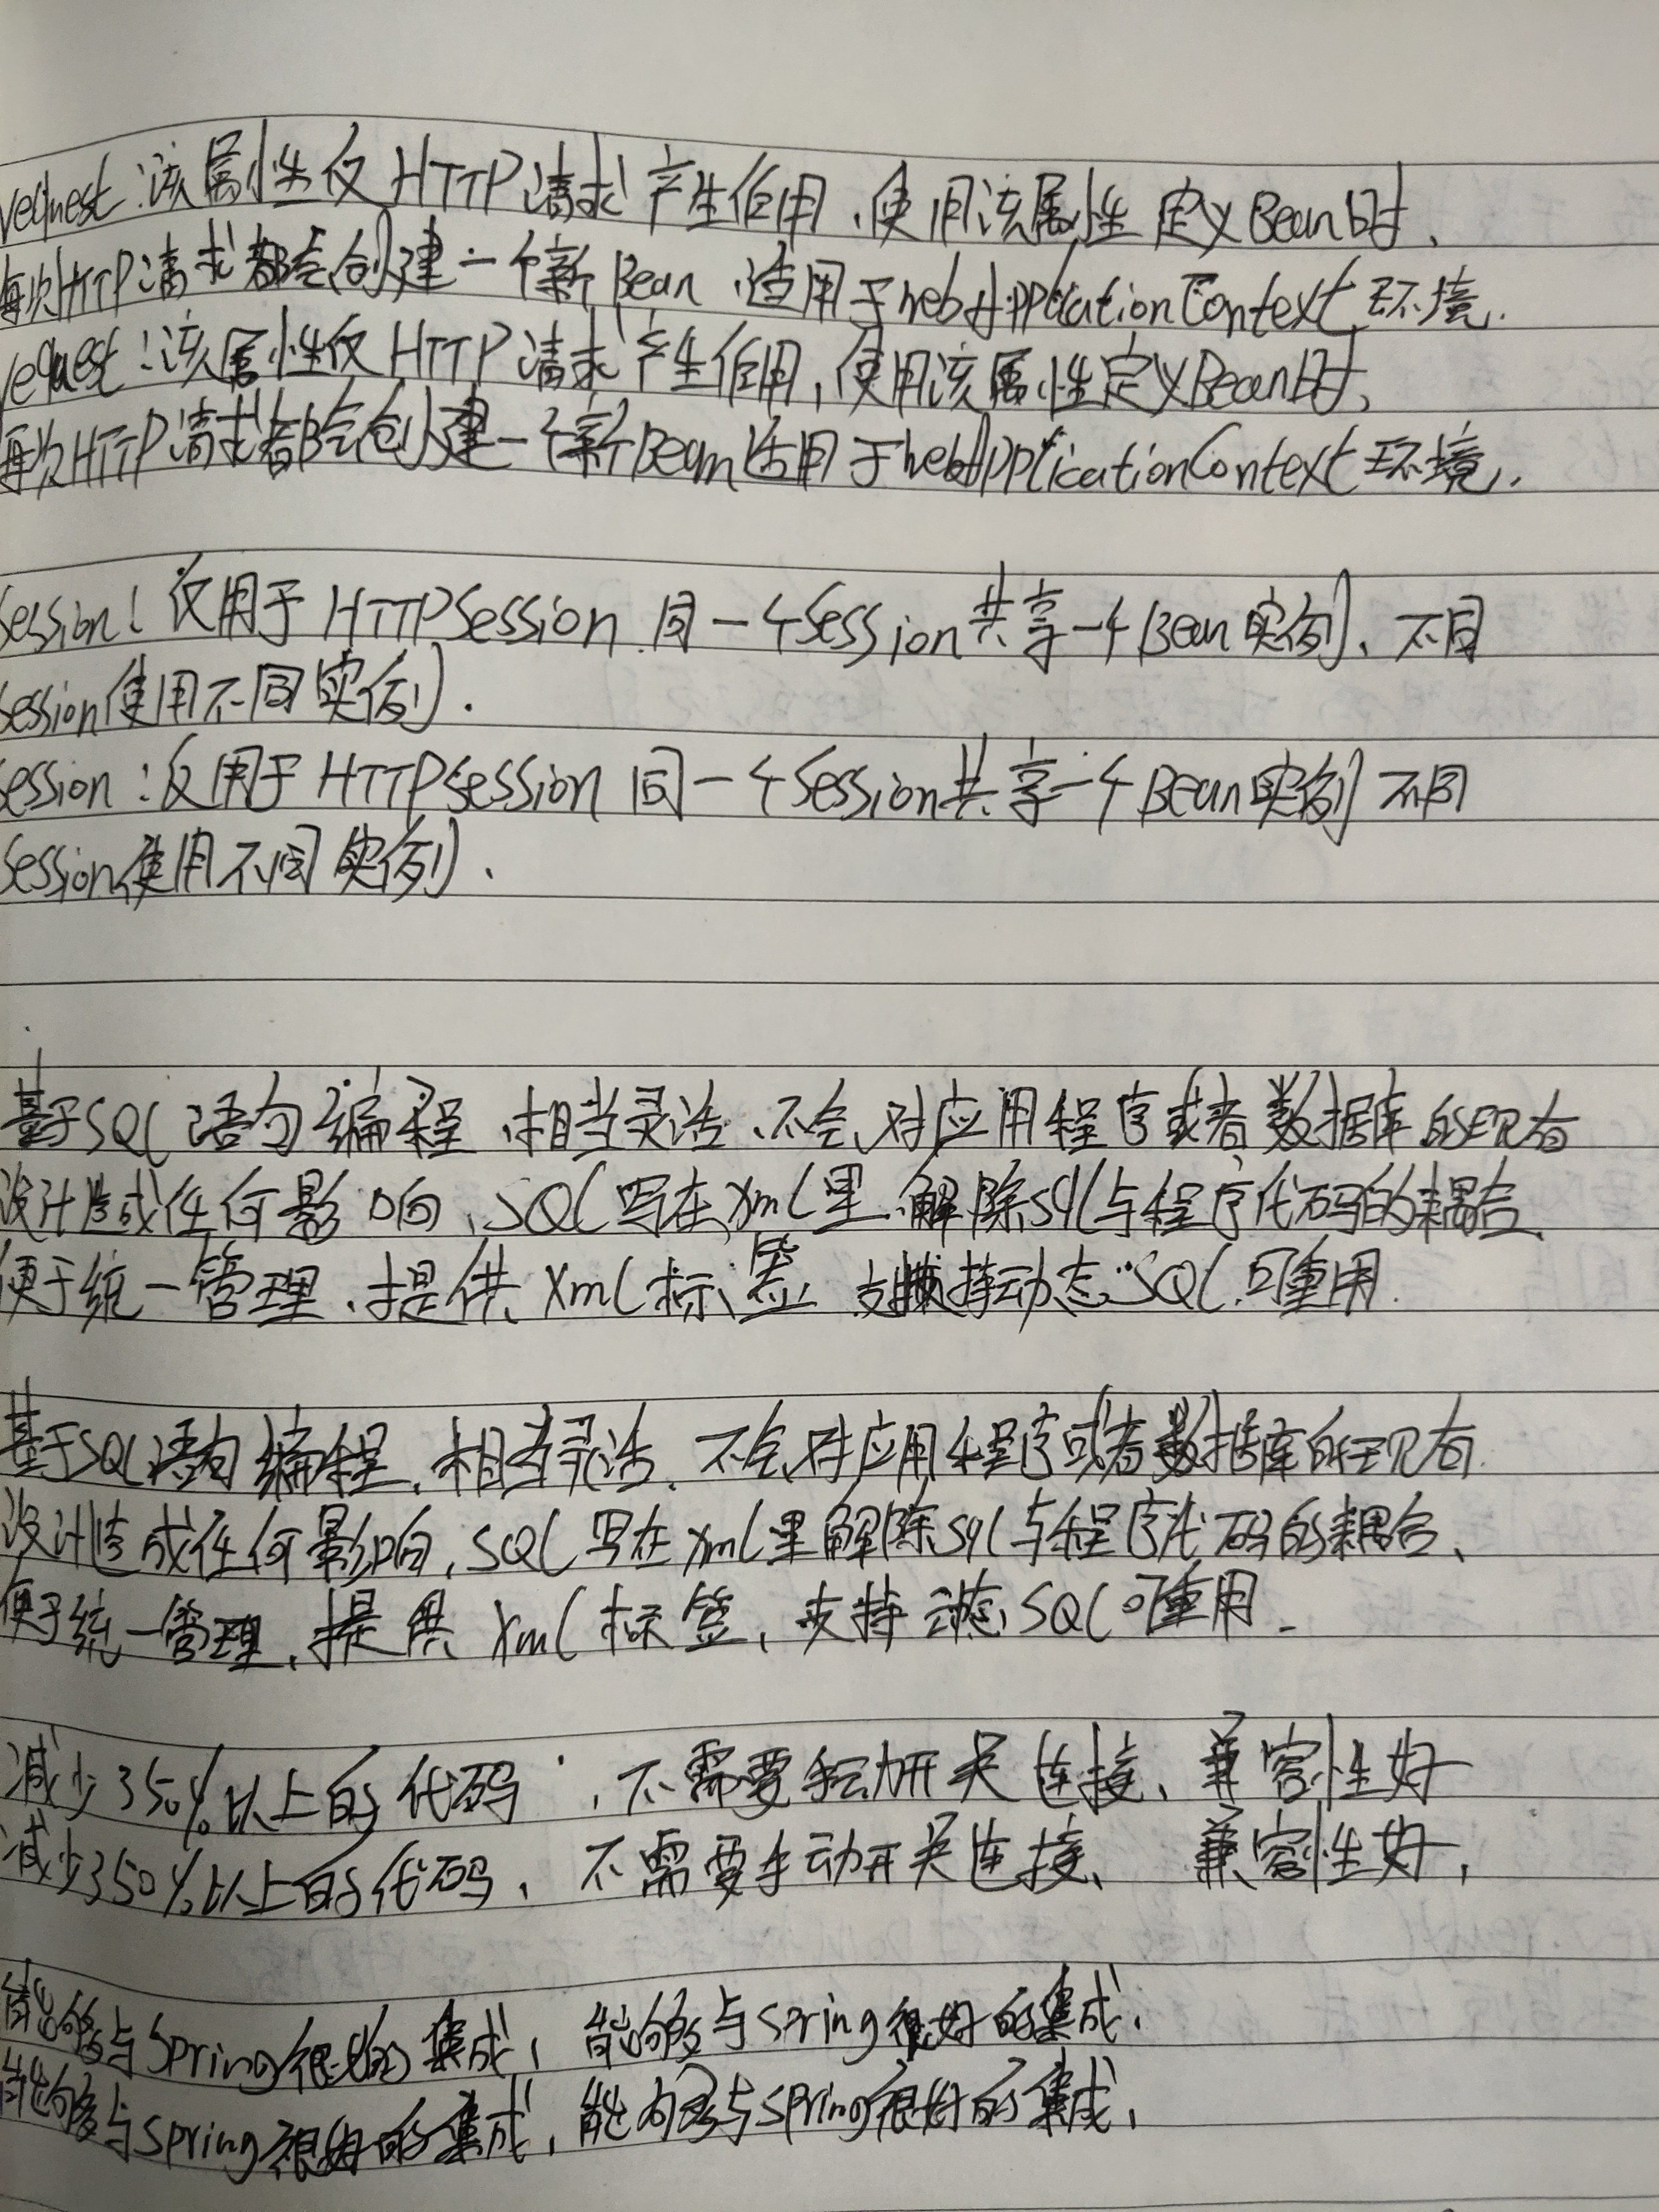 request:该属性仅HTTP请求产生作用,使用该属性定义Bean时,
每次HTTP请求都会创建一个新Bean,适用于webApplicationContext环境.
request:该属性仅HTTP请求产生作用,使用该属性定义Bean时,
每次HTTP请求都会创建一个新Bean适用于webApplicationContext环境.
Session:仅用于HTTPSession.同一个Session共享一个Bean实例,不同
Session使用不同实例.
Session:仅用于HTTPSession同一个Session共享一个Bean实例不同
Session使用不同实例.
基于SQL语句编程,相当灵活,不会对应用程序或者数据库的现有
设计造成任何影响,SQL写在xml里,解除sql与程序代码的耦合,
便于统一管理,提供xml标签 支持动态SQL,可重用.
基于SQL语句编程,相当灵活,不会对应用程序或者数据库的现有
设计造成任何影响,SQL写在xml里解除sql与程序代码的耦合,
便于统一管理,提供xml标签,支持动态SQL可重用.
减少350%以上的代码,不需要手动开关连接,兼容性好
减少350%以上的代码,不需要手动开关连接,兼容性好,
能够与Spring很好的集成,能够与Spring很好的集成,
能够与Spring很好的集成,能够与Spring很好的集成,